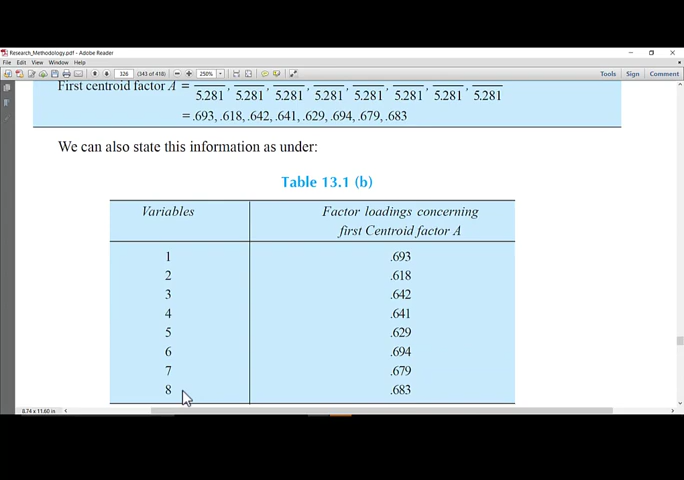 Research_Methodology.pdf - Adobe Reader
File Edit View Window Help
326 (343 of 418) 250%
Tools Sign Comment
First centroid factor A = 5.281 , 5.281 , 5.281 , 5.281 , 5.281 , 5.281 , 5.281 , 5.281
= .693, .618, .642, .641, .629, .694, .679, .683
We can also state this information as under:
Table 13.1 (b)
Variables Factor loadings concerning
first Centroid factor A
1 .693
2 .618
3 .642
4 .641
5 .629
6 .694
7 .679
8 .683
8.74 x 11.60 in